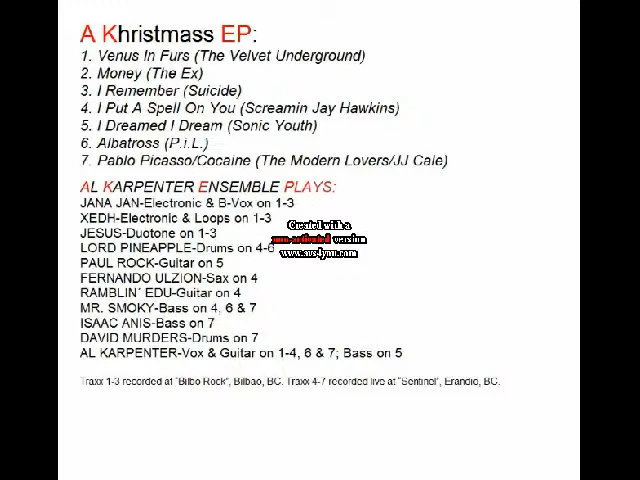 A Khristmass EP:
1. Venus In Furs (The Velvet Underground)
2. Money (The Ex)
3. I Remember (Suicide)
4. I Put A Spell On You (Screamin Jay Hawkins)
5. I Dreamed I Dream (Sonic Youth)
6. Albatross (P.i.L.)
7. Pablo Picasso/Cocaine (The Modern Lovers/JJ Cale)
AL KARPENTER ENSEMBLE PLAYS:
JANA JAN-Electronic & B-Vox on 1-3
XEDH-Electronic & Loops on 1-3
JESUS-Duotone on 1-3
LORD PINEAPPLE-Drums on 4-6
PAUL ROCK-Guitar on 5
FERNANDO ULZION-Sax on 4
RAMBLIN´ EDU-Guitar on 4
MR. SMOKY-Bass on 4, 6 & 7
ISAAC ANIS-Bass on 7
DAVID MURDERS-Drums on 7
AL KARPENTER-Vox & Guitar on 1-4, 6 & 7; Bass on 5
Traxx 1-3 recorded at "Bilbo Rock", Bilbao, BC. Traxx 4-7 recorded live at "Sentinel", Erandio, BC.
Created with a
non-activated version
www.avs4you.com